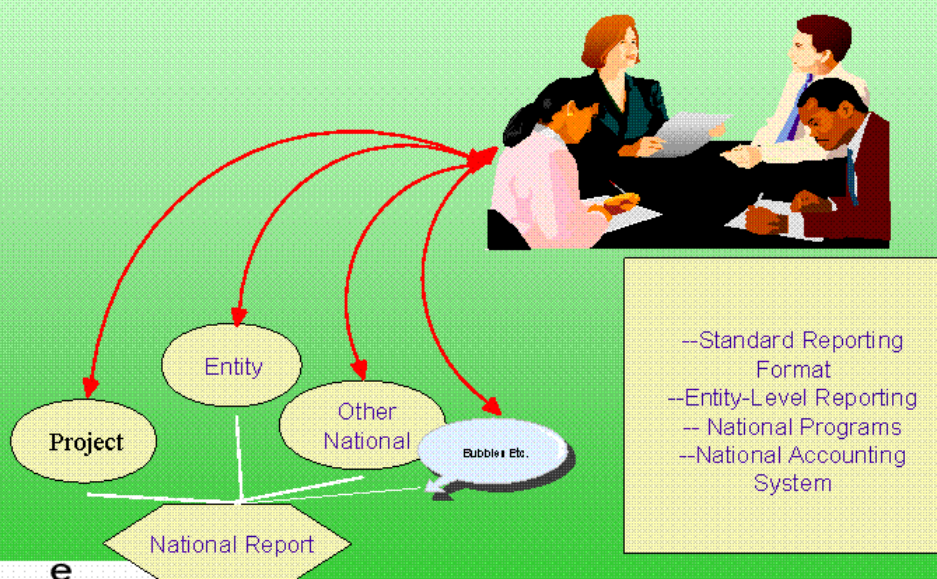 Entity
Project
Other
National
Bubbles Etc.
National Report
--Standard Reporting
Format
--Entity-Level Reporting
-- National Programs
--National Accounting
System
e